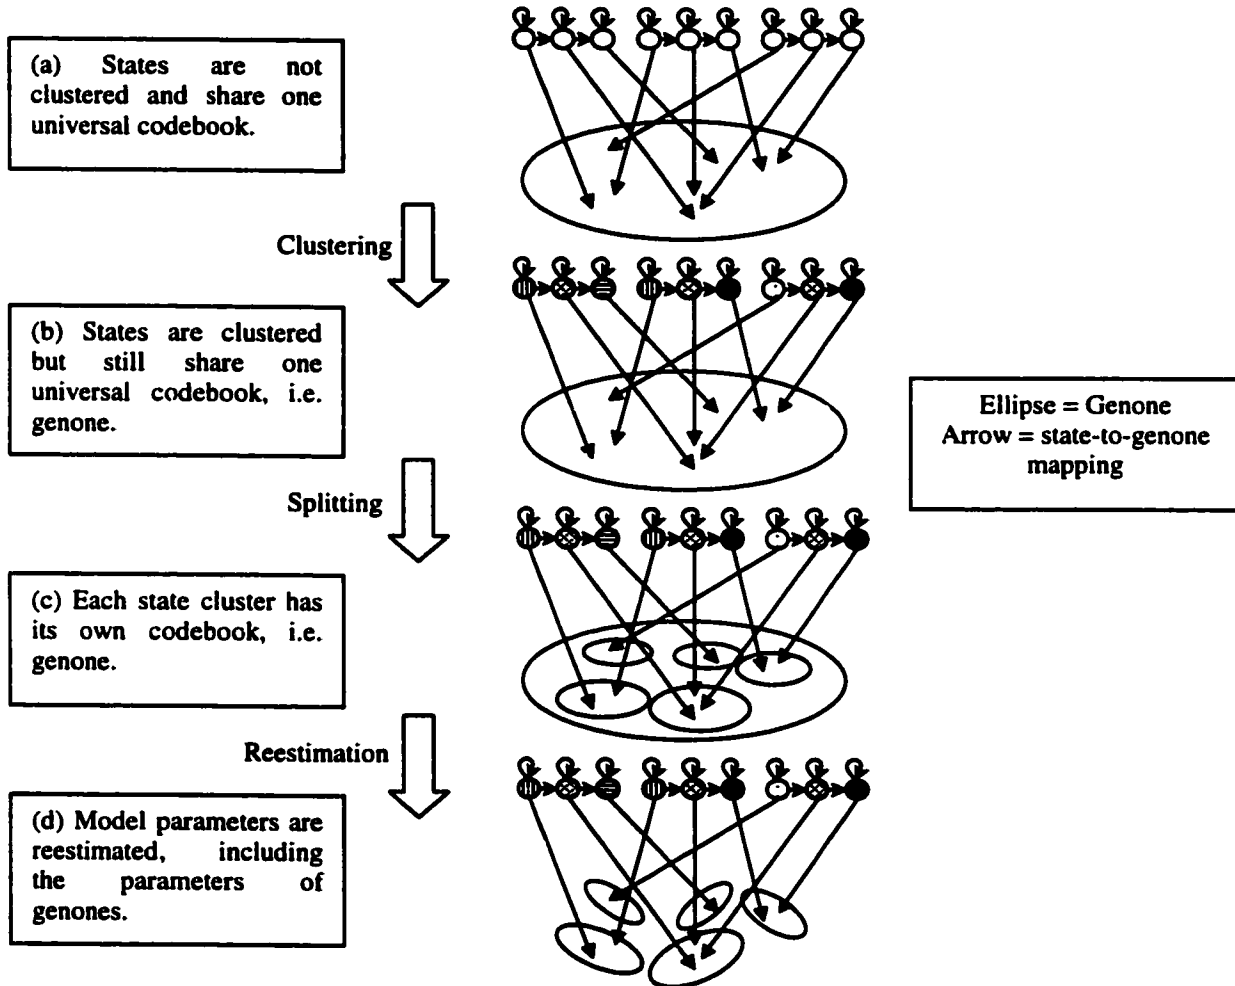 (a) States are not
clustered and share one
universal codebook.
Clustering
(b) States are clustered
but still share one
universal codebook, i.e.
genone.
Ellipse = Genone
Arrow = state-to-genone
mapping
Splitting
(c) Each state cluster has
its own codebook, i.e.
genone.
Reestimation
(d) Model parameters are
reestimated, including
the parameters of
genones.